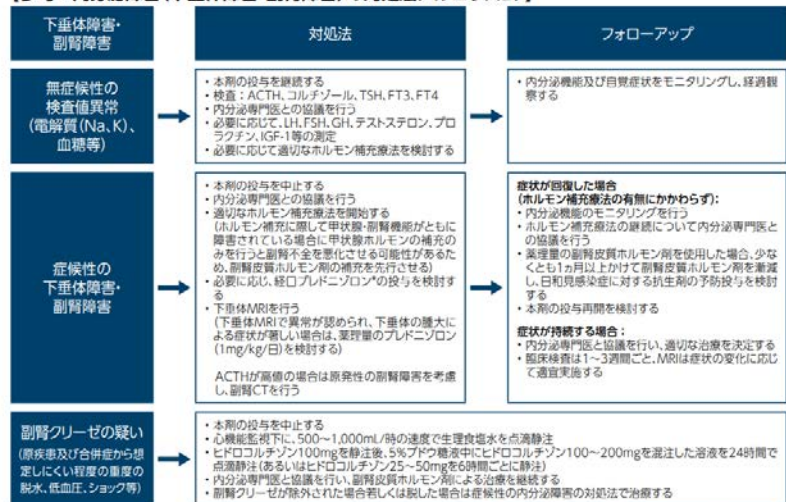 下垂体障害・
副腎障害
対処法
フォローアップ
無症候性の
検査値異常
(電解質(Na、K)、
血糖等)
・本剤の投与を継続する
・検査：ACTH、コルチゾール、TSH、FT3、FT4
・内分泌専門医との協議を行う
・必要に応じて、LH、FSH、GH、テストステロン、プロ
ラクチン、IGF-1等の測定
・必要に応じて適切なホルモン補充療法を検討する
・内分泌機能及び自覚症状をモニタリングし、経過観
察する
症候性の
下垂体障害・
副腎障害
・本剤の投与を中止する
・内分泌専門医との協議を行う
・適切なホルモン補充療法を開始する
(ホルモン補充に際して甲状腺・副腎機能がともに
障害されている場合に甲状腺ホルモンの補充の
みを行うと副腎不全を悪化させる可能性があるた
め、副腎皮質ホルモン剤の補充を先行させる)
・必要に応じ、経口プレドニゾロン*の投与を検討す
る
・下垂体MRIを行う
(下垂体MRIで異常が認められ、下垂体の腫大に
よる症状が著しい場合は、薬理量のプレドニゾロン
(1mg/kg/日)を検討する)
ACTHが高値の場合は原発性の副腎障害を考慮
し、副腎CTを行う
症状が回復した場合
(ホルモン補充療法の有無にかかわらず)：
・内分泌機能のモニタリングを行う
・ホルモン補充療法の継続について内分泌専門医と
の協議を行う
・薬理量の副腎皮質ホルモン剤を使用した場合、少な
くとも1ヵ月以上かけて副腎皮質ホルモン剤を漸減
し、日和見感染症に対する抗生剤の予防投与を検討
する
・本剤の投与再開を検討する
症状が持続する場合：
・内分泌専門医と協議を行い、適切な治療を決定する
・臨床検査は1～3週間ごと、MRIは症状の変化に応じ
て適宜実施する
副腎クリーゼの疑い
(原疾患及び合併症から想
定しにくい程度の重度の
脱水、低血圧、ショック等)
・本剤の投与を中止する
・心機能監視下に、500～1,000mL/時の速度で生理食塩水を点滴静注
・ヒドロコルチゾン100mgを静注後、5%ブドウ糖液中にヒドロコルチゾン100～200mgを混注した溶液を24時間で
点滴静注(あるいはヒドロコルチゾン25～50mgを6時間ごとに静注)
・内分泌専門医と協議を行い、副腎皮質ホルモン剤による治療を継続する
・副腎クリーゼが除外された場合若しくは脱した場合は症候性の内分泌障害の対処法で治療する